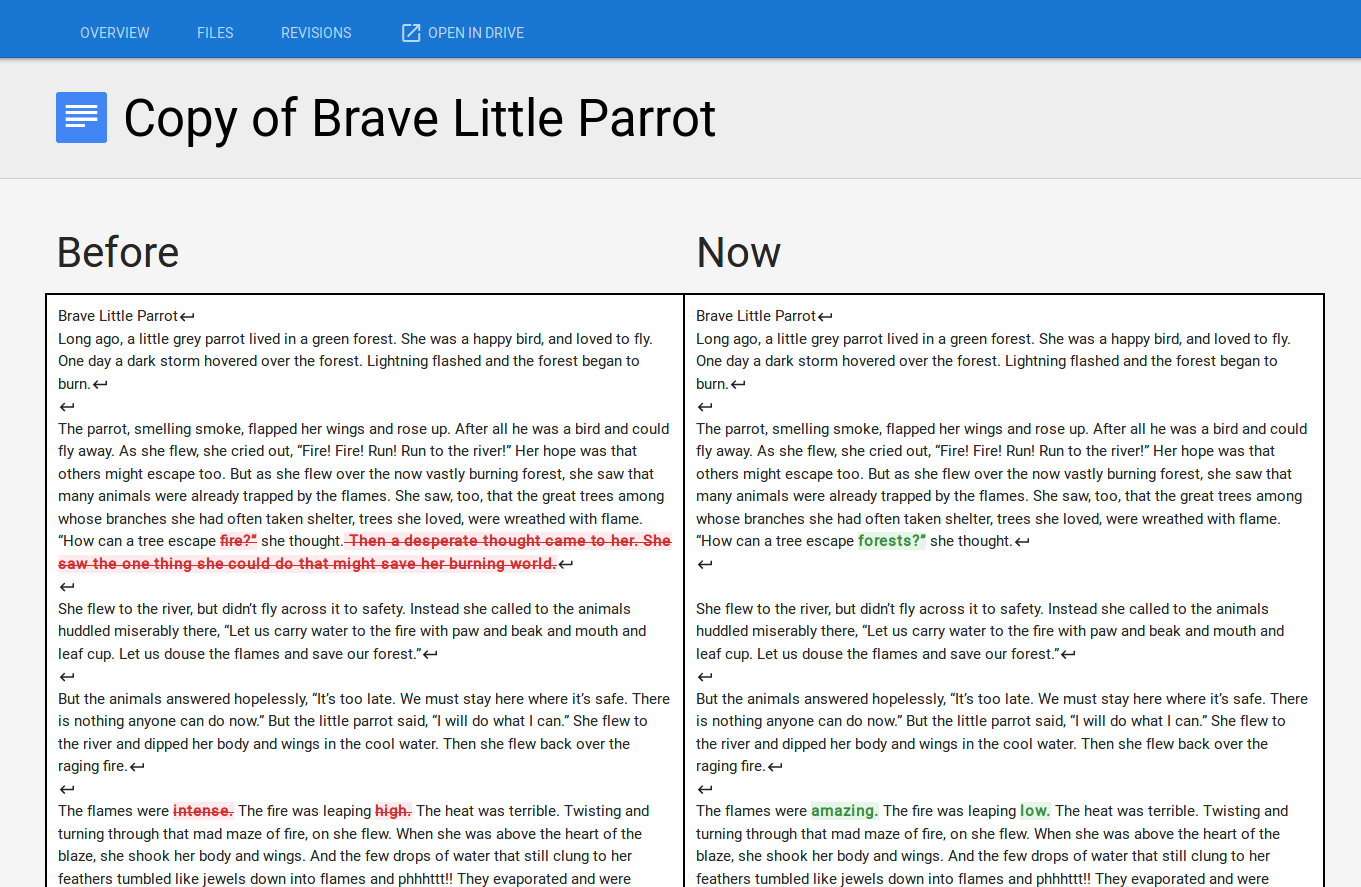 OVERVIEW FILES REVISIONS OPEN IN DRIVE
Copy of Brave Little Parrot
Before
Brave Little Parrot↵
Long ago, a little grey parrot lived in a green forest. She was a happy bird, and loved to fly.
One day a dark storm hovered over the forest. Lightning flashed and the forest began to
burn.↵
↵
The parrot, smelling smoke, flapped her wings and rose up. After all he was a bird and could
fly away. As she flew, she cried out, “Fire! Fire! Run! Run to the river!” Her hope was that
others might escape too. But as she flew over the now vastly burning forest, she saw that
many animals were already trapped by the flames. She saw, too, that the great trees among
whose branches she had often taken shelter, trees she loved, were wreathed with flame.
“How can a tree escape fire?” she thought. Then a desperate thought came to her. She
saw the one thing she could do that might save her burning world.↵
↵
She flew to the river, but didn’t fly across it to safety. Instead she called to the animals
huddled miserably there, “Let us carry water to the fire with paw and beak and mouth and
leaf cup. Let us douse the flames and save our forest.”↵
↵
But the animals answered hopelessly, “It’s too late. We must stay here where it’s safe. There
is nothing anyone can do now.” But the little parrot said, “I will do what I can.” She flew to
the river and dipped her body and wings in the cool water. Then she flew back over the
raging fire.↵
↵
The flames were intense. The fire was leaping high. The heat was terrible. Twisting and
turning through that mad maze of fire, on she flew. When she was above the heart of the
blaze, she shook her body and wings. And the few drops of water that still clung to her
feathers tumbled like jewels down into flames and phhhttt!! They evaporated and were
Now
Brave Little Parrot↵
Long ago, a little grey parrot lived in a green forest. She was a happy bird, and loved to fly.
One day a dark storm hovered over the forest. Lightning flashed and the forest began to
burn.↵
↵
The parrot, smelling smoke, flapped her wings and rose up. After all he was a bird and could
fly away. As she flew, she cried out, “Fire! Fire! Run! Run to the river!” Her hope was that
others might escape too. But as she flew over the now vastly burning forest, she saw that
many animals were already trapped by the flames. She saw, too, that the great trees among
whose branches she had often taken shelter, trees she loved, were wreathed with flame.
“How can a tree escape forests?” she thought.↵
↵
She flew to the river, but didn’t fly across it to safety. Instead she called to the animals
huddled miserably there, “Let us carry water to the fire with paw and beak and mouth and
leaf cup. Let us douse the flames and save our forest.”↵
↵
But the animals answered hopelessly, “It’s too late. We must stay here where it’s safe. There
is nothing anyone can do now.” But the little parrot said, “I will do what I can.” She flew to
the river and dipped her body and wings in the cool water. Then she flew back over the
raging fire.↵
↵
The flames were amazing. The fire was leaping low. The heat was terrible. Twisting and
turning through that mad maze of fire, on she flew. When she was above the heart of the
blaze, she shook her body and wings. And the few drops of water that still clung to her
feathers tumbled like jewels down into flames and phhhttt!! They evaporated and were